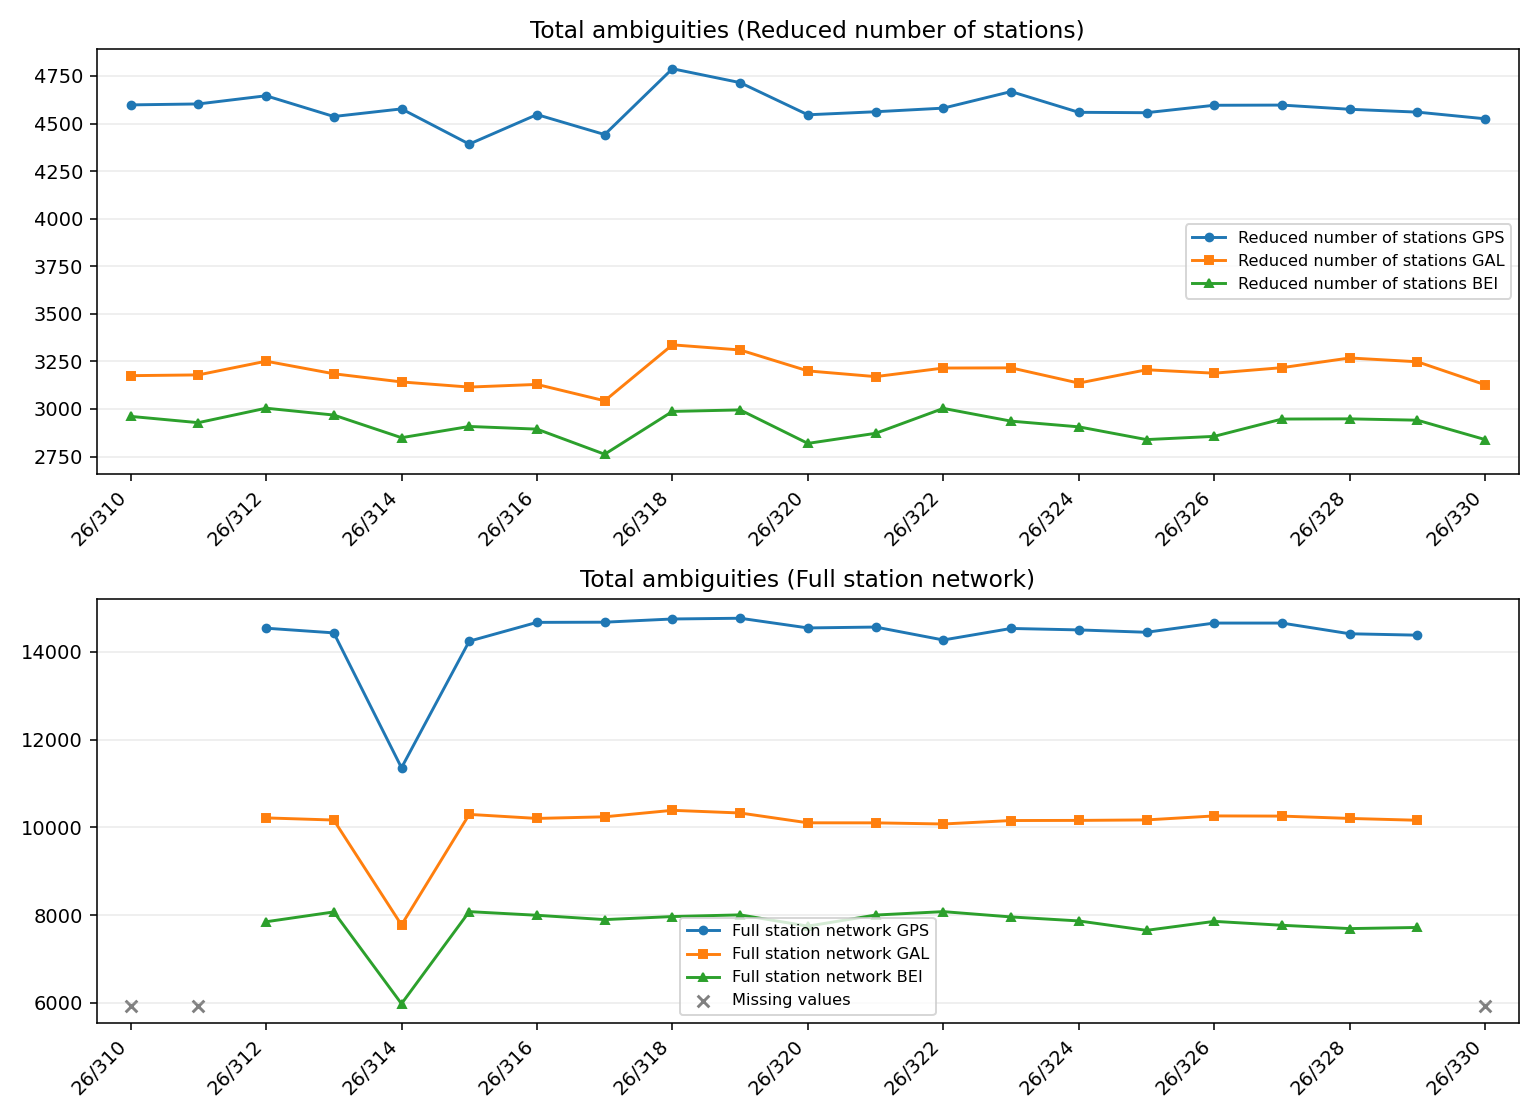 Total ambiguities (Reduced number of stations)
4750
4500
4250
4000
3750
3500
3250
3000
2750
Reduced number of stations GPS
Reduced number of stations GAL
Reduced number of stations BEI
26/310 26/312 26/314 26/316 26/318 26/320 26/322 26/324 26/326 26/328 26/330
Total ambiguities (Full station network)
14000
12000
10000
8000
6000
Full station network GPS
Full station network GAL
Full station network BEI
Missing values
26/310 26/312 26/314 26/316 26/318 26/320 26/322 26/324 26/326 26/328 26/330